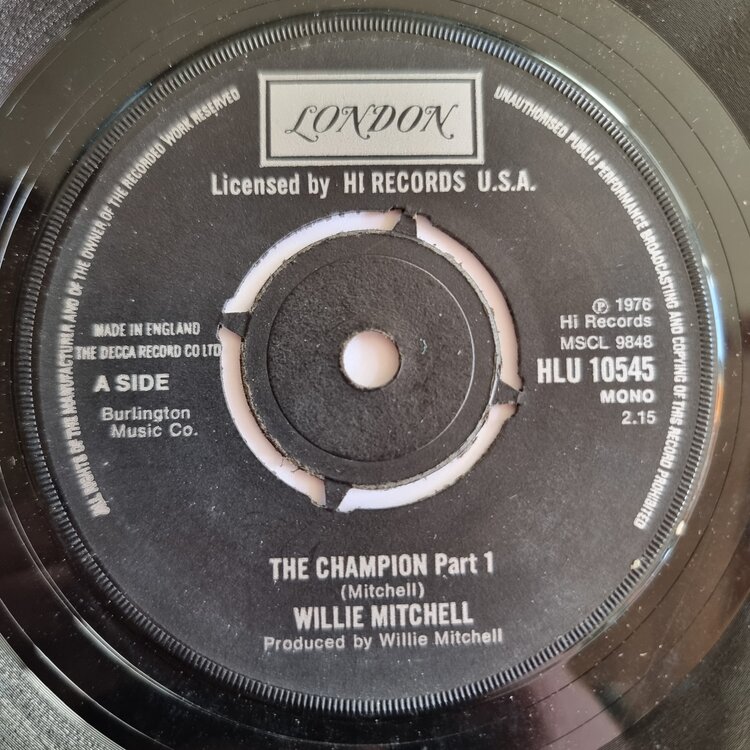 LONDON
Licensed by HI RECORDS U.S.A.
ALL RIGHTS OF THE MANUFACTURER AND OF THE OWNER OF THE RECORDED WORK RESERVED
UNAUTHORISED PUBLIC PERFORMANCE BROADCASTING AND COPYING OF THIS RECORD PROHIBITED
MADE IN ENGLAND
THE DECCA RECORD CO LTD
A SIDE
Burlington
Music Co.
℗ 1976
Hi Records
MSCL 9848
HLU 10545
MONO
2.15
THE CHAMPION Part 1
(Mitchell)
WILLIE MITCHELL
Produced by Willie Mitchell